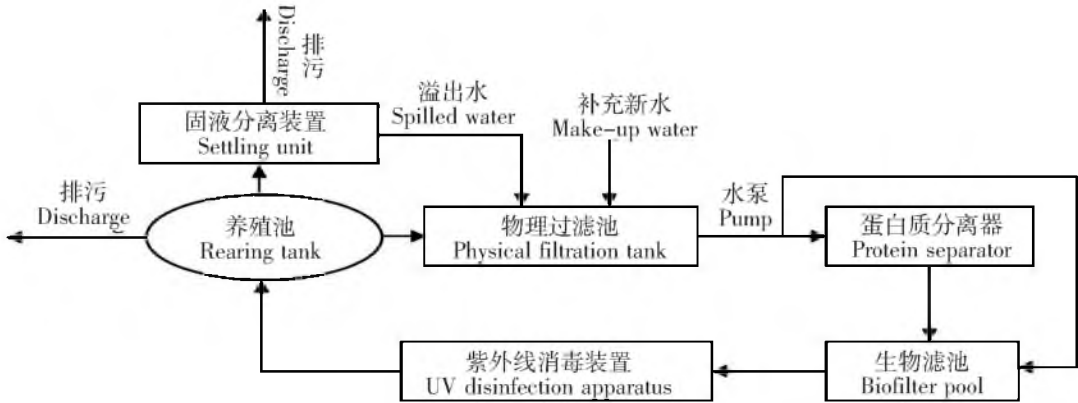 排污
Discharge
固液分离装置
Settling unit
溢出水
Spilled water
补充新水
Make-up water
排污
Discharge
养殖池
Rearing tank
物理过滤池
Physical filtration tank
水泵
Pump
蛋白质分离器
Protein separator
紫外线消毒装置
UV disinfection apparatus
生物滤池
Biofilter pool